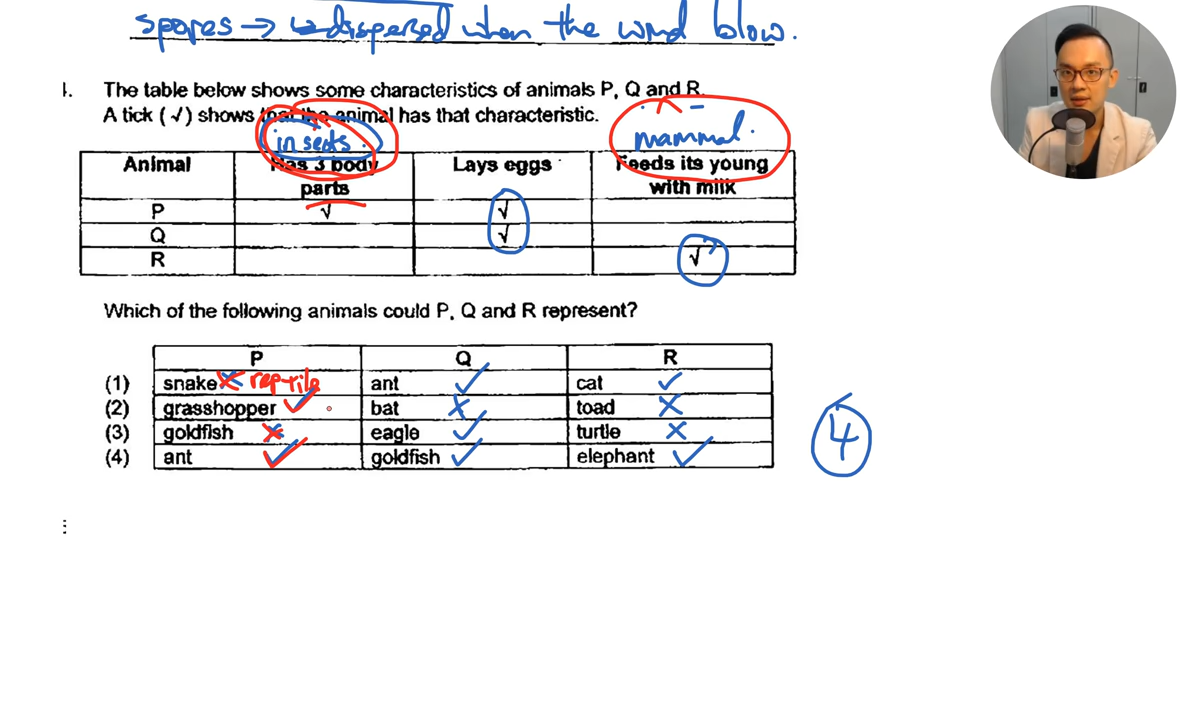 spores → dispersed when the wind blow.
1. The table below shows some characteristics of animals P, Q and R.
A tick (√) shows that the animal has that characteristic.
insects. mammal.
Animal Has 3 body parts Lays eggs Feeds its young with milk
P √ √
Q √
R √
Which of the following animals could P, Q and R represent?
P Q R
(1) snake reptile ant cat
(2) grasshopper bat toad
(3) goldfish eagle turtle
(4) ant goldfish elephant
4